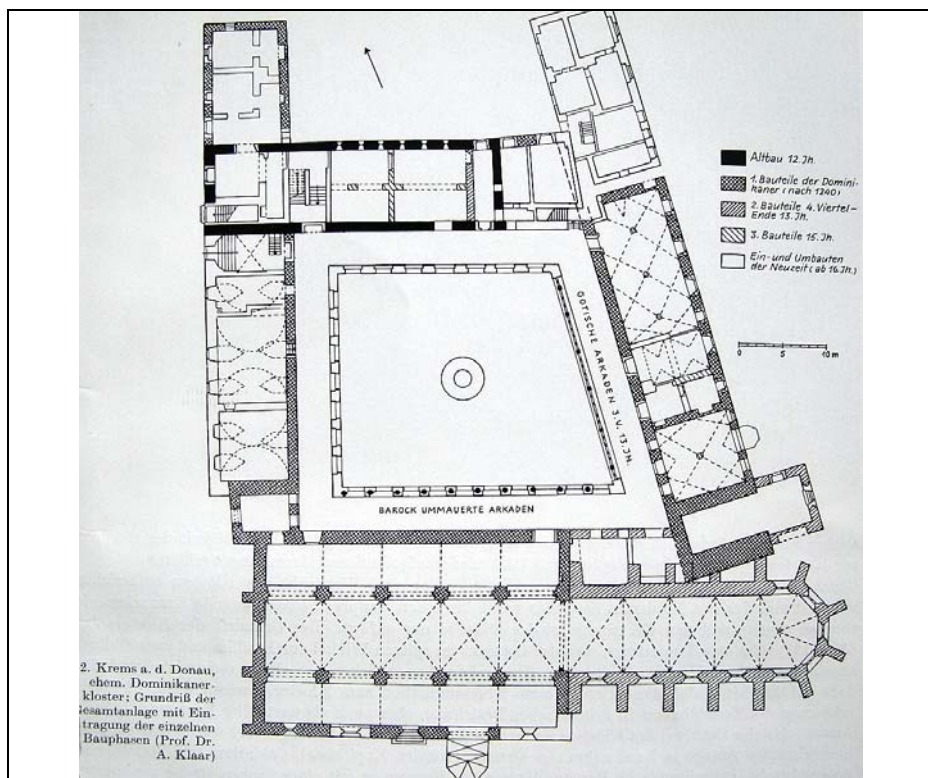 Altbau 12. Jh.
1. Bauteile der Domini-
kaner (nach 1240)
2. Bauteile 4. Viertel-
Ende 13. Jh.
3. Bauteile 15. Jh.
Ein- und Umbauten
der Neuzeit (ab 16. Jh.)
0 5 10 m
GOTISCHE ARKADEN 3. V. 13. JH.
BAROCK UMMAUERTE ARKADEN
2. Krems a. d. Donau,
ehem. Dominikaner-
kloster; Grundriß der
Gesamtanlage mit Ein-
tragung der einzelnen
Bauphasen (Prof. Dr.
A. Klaar)